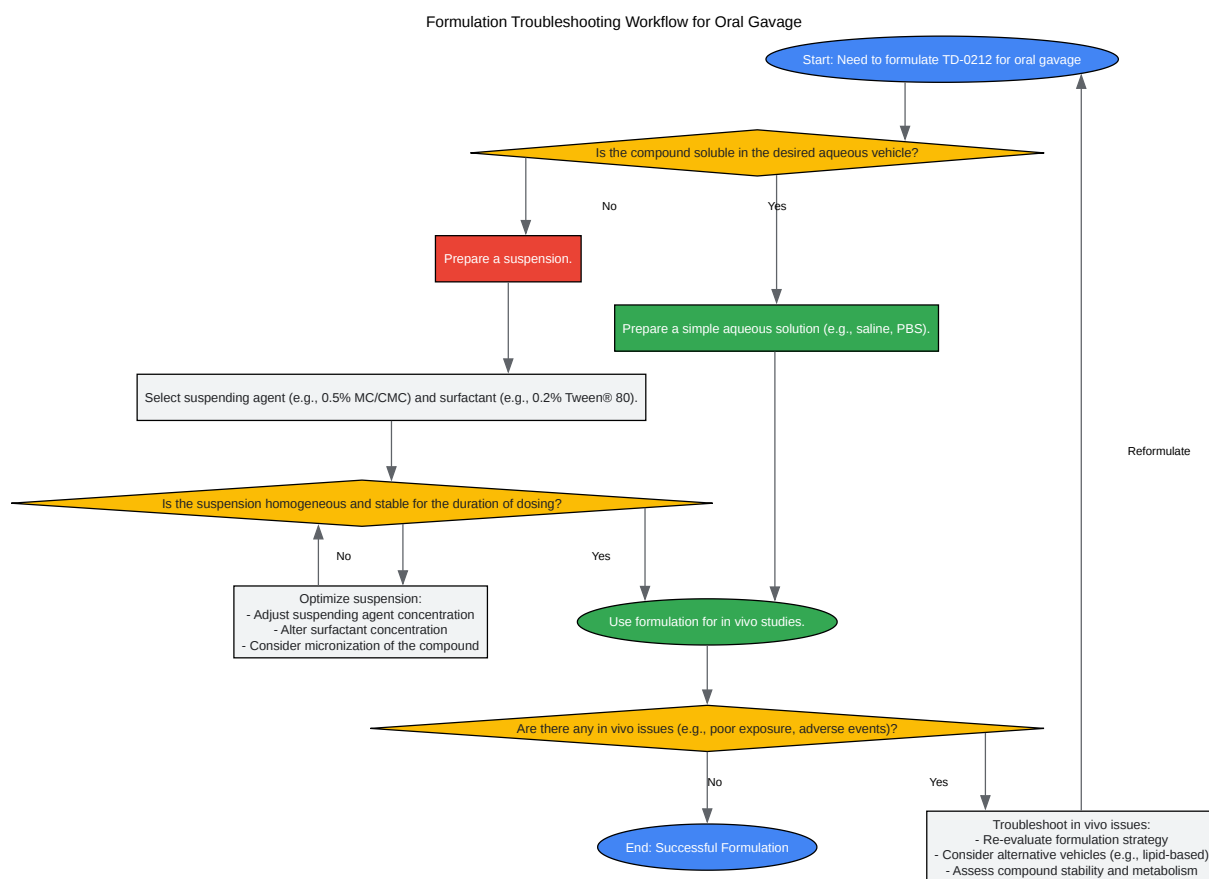 Formulation Troubleshooting Workflow for Oral Gavage
Start: Need to formulate TD-0212 for oral gavage
Is the compound soluble in the desired aqueous vehicle?
No
Yes
Prepare a suspension.
Prepare a simple aqueous solution (e.g., saline, PBS).
Select suspending agent (e.g., 0.5% MC/CMC) and surfactant (e.g., 0.2% Tween® 80).
Reformulate
Is the suspension homogeneous and stable for the duration of dosing?
No
Yes
Optimize suspension:
- Adjust suspending agent concentration
- Alter surfactant concentration
- Consider micronization of the compound
Use formulation for in vivo studies.
Are there any in vivo issues (e.g., poor exposure, adverse events)?
No
Yes
End: Successful Formulation
Troubleshoot in vivo issues:
- Re-evaluate formulation strategy
- Consider alternative vehicles (e.g., lipid-based)
- Assess compound stability and metabolism